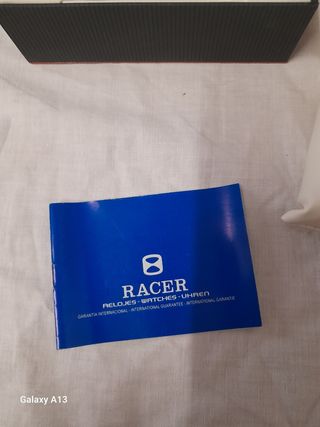 RACER
RELOJES - WATCHES - UHREN
GARANTIA INTERNACIONAL - INTERNATIONAL GUARANTEE - INTERNATIONAL GARANTIE
Galaxy A13